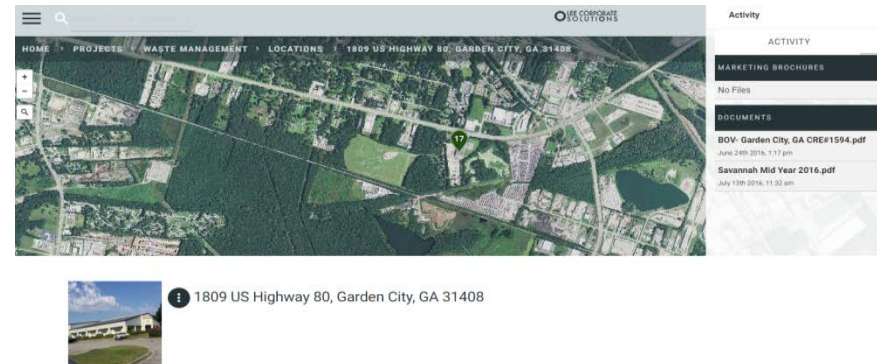 LEE CORPORATE
SOLUTIONS
HOME > PROJECTS > WASTE MANAGEMENT > LOCATIONS > 1809 US HIGHWAY 80, GARDEN CITY, GA 31408
+
-
17
Activity
ACTIVITY
MARKETING BROCHURES
No Files
DOCUMENTS
BOV- Garden City, GA CRE#1594.pdf
June 24th 2016, 1:17 pm
Savannah Mid Year 2016.pdf
July 13th 2016, 11:32 am
1809 US Highway 80, Garden City, GA 31408